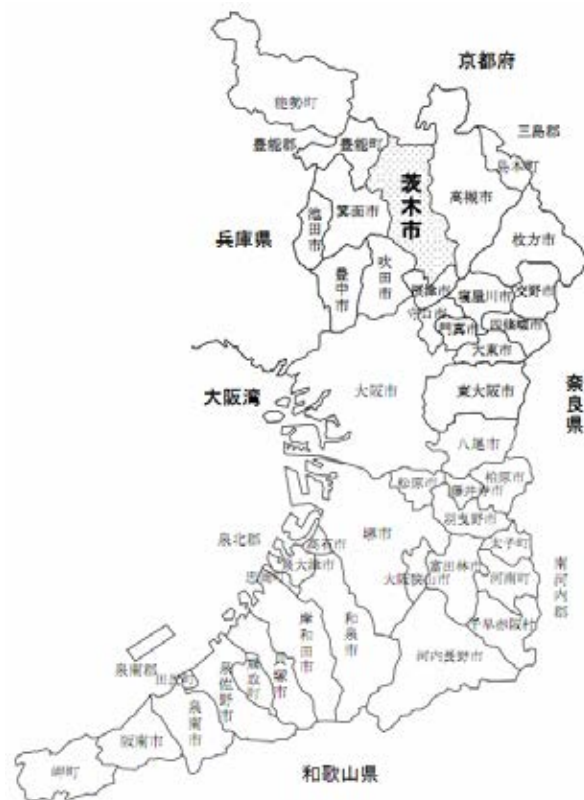 京都府
能勢町
三島郡
豊能郡
豊能町
島本町
茨木市
高槻市
箕面市
池田市
兵庫県
枚方市
吹田市
豊中市
摂津市
寝屋川市
交野市
守口市
門真市
四條畷市
大東市
大阪湾
大阪市
東大阪市
奈良県
八尾市
松原市
柏原市
藤井寺市
羽曳野市
泉北郡
高石市
堺市
太子町
泉大津市
忠岡町
大阪狭山市
富田林市
河南町
南河内郡
千早赤阪村
岸和田市
和泉市
河内長野市
泉南郡
田尻町
泉佐野市
熊取町
貝塚市
泉南市
阪南市
岬町
和歌山県